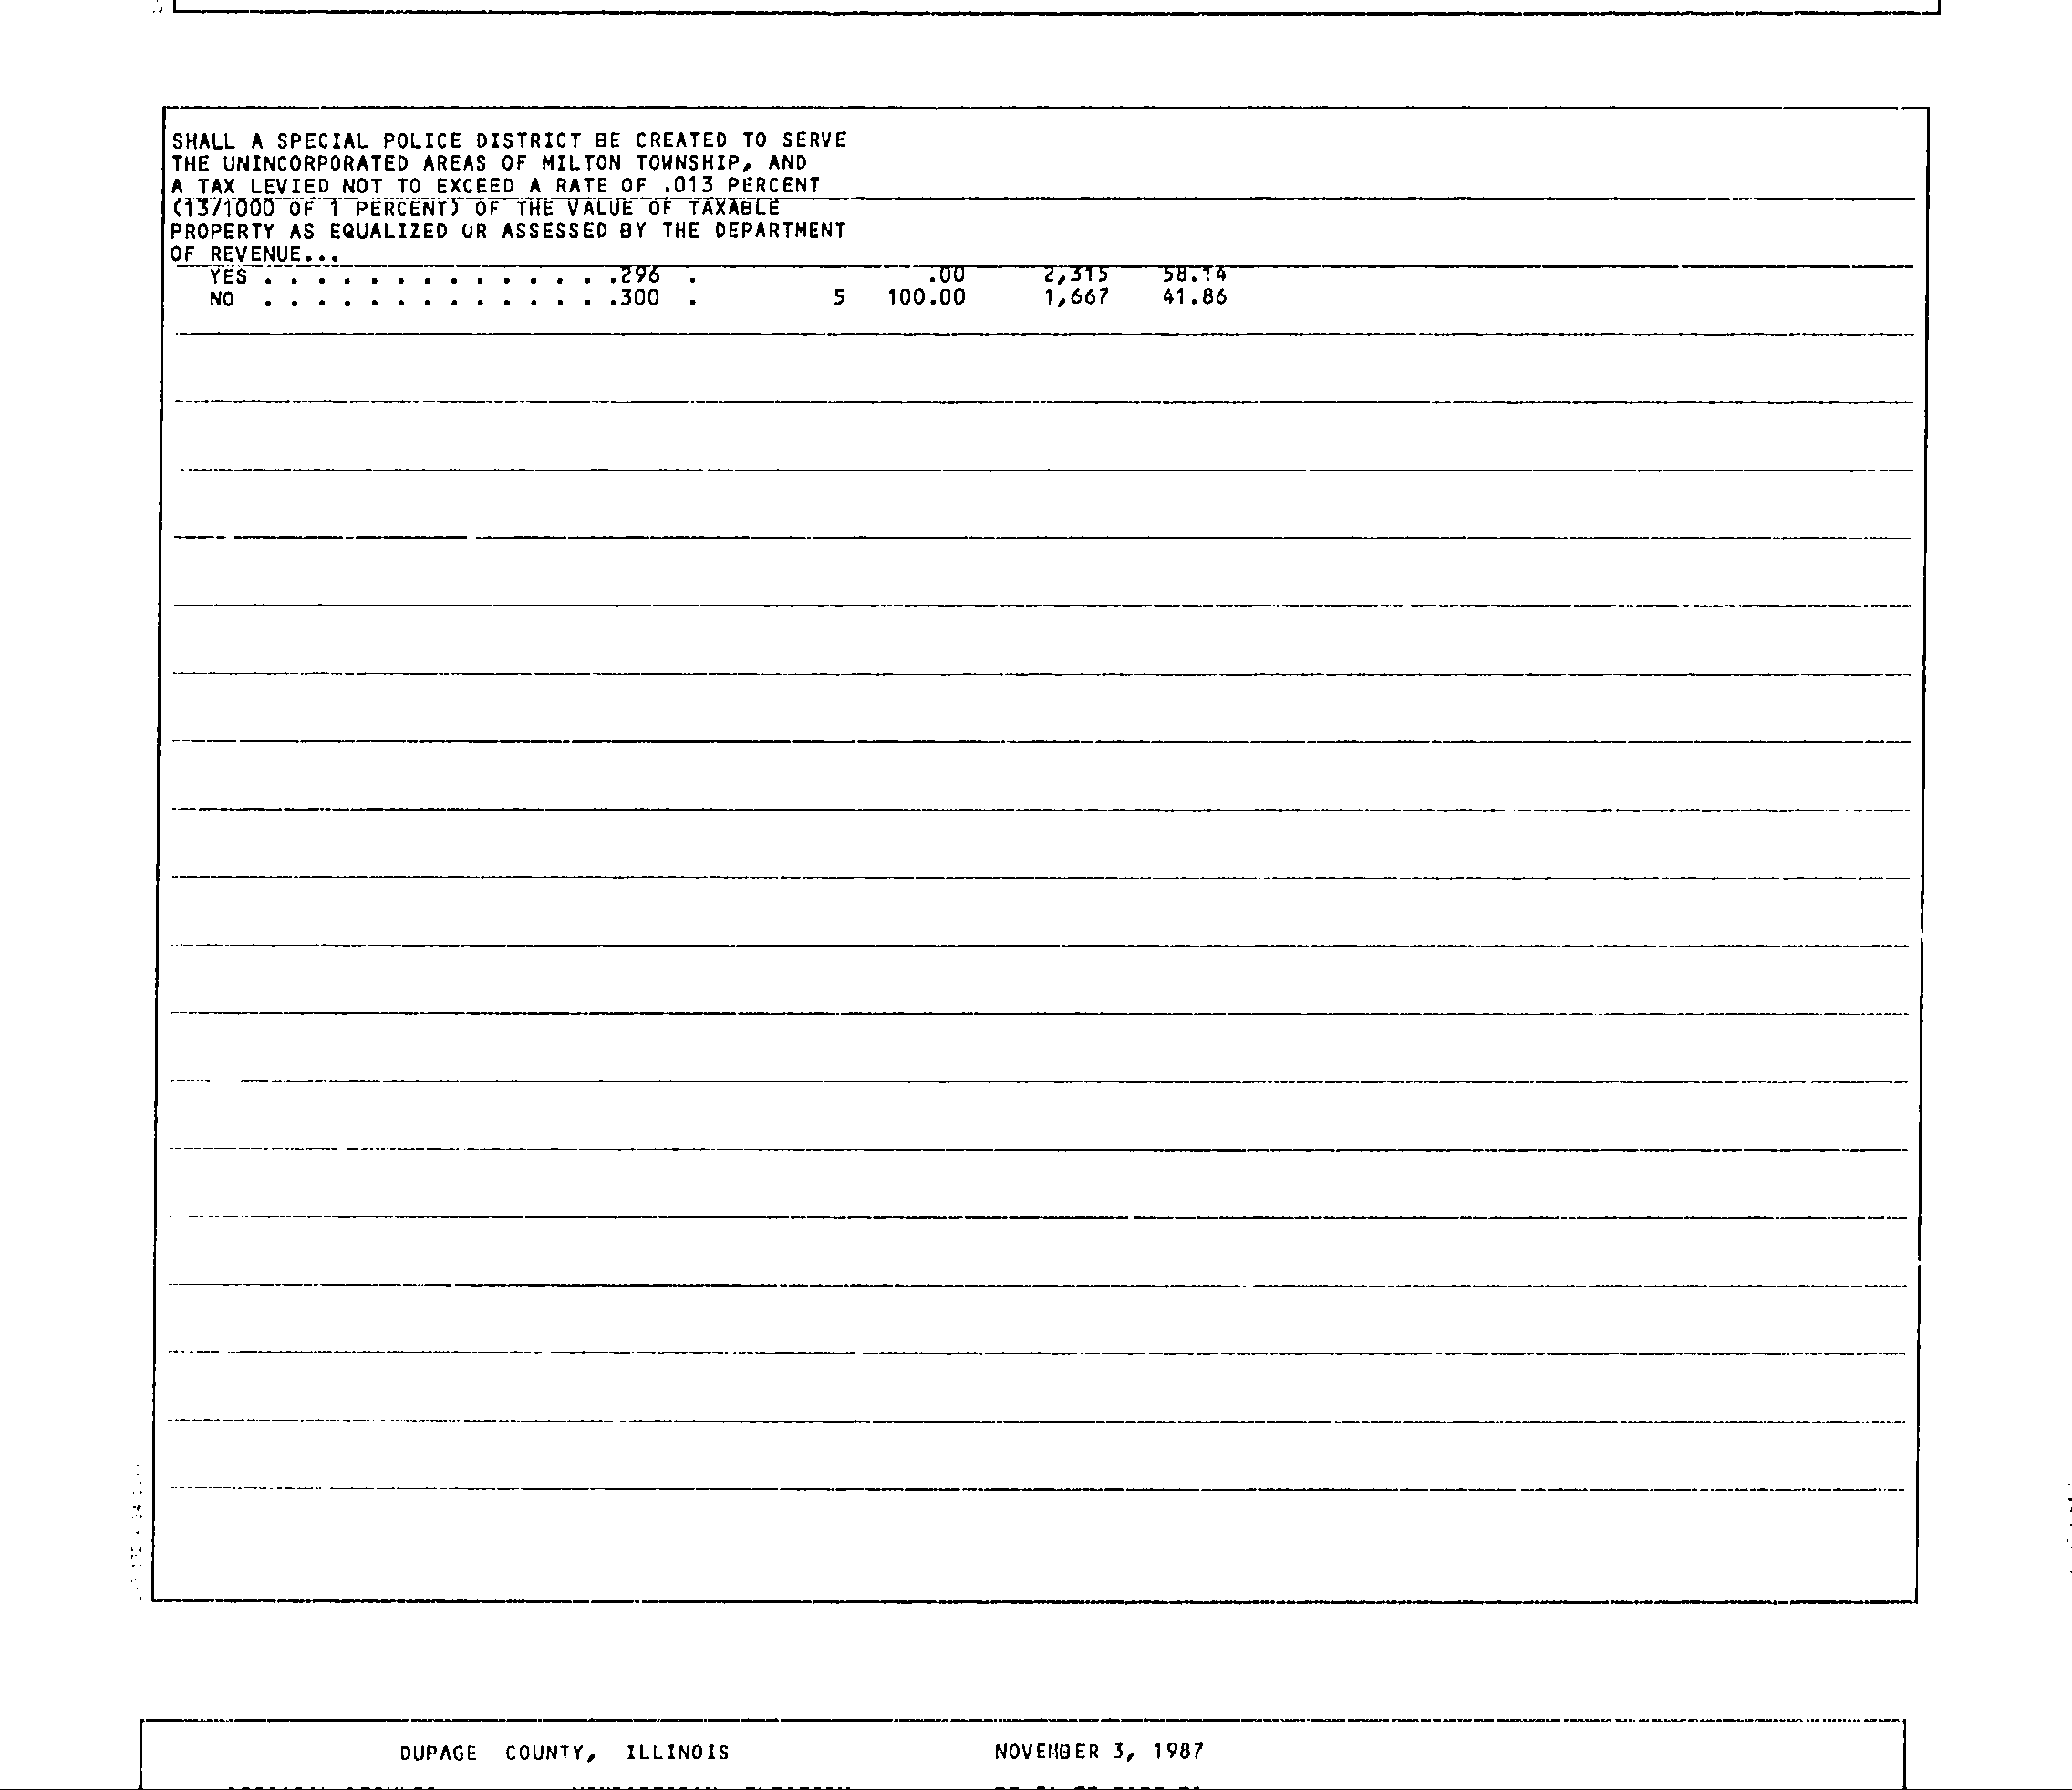 SHALL A SPECIAL POLICE DISTRICT BE CREATED TO SERVE
THE UNINCORPORATED AREAS OF MILTON TOWNSHIP, AND
A TAX LEVIED NOT TO EXCEED A RATE OF .013 PERCENT
(13/1000 OF 1 PERCENT) OF THE VALUE OF TAXABLE
PROPERTY AS EQUALIZED OR ASSESSED BY THE DEPARTMENT
OF REVENUE...
YES . . . . . . . . . . . . . .296 . .00 2,315 58.14
NO . . . . . . . . . . . . . .300 . 5 100.00 1,667 41.86
DUPAGE COUNTY, ILLINOIS NOVEMBER 3, 1987